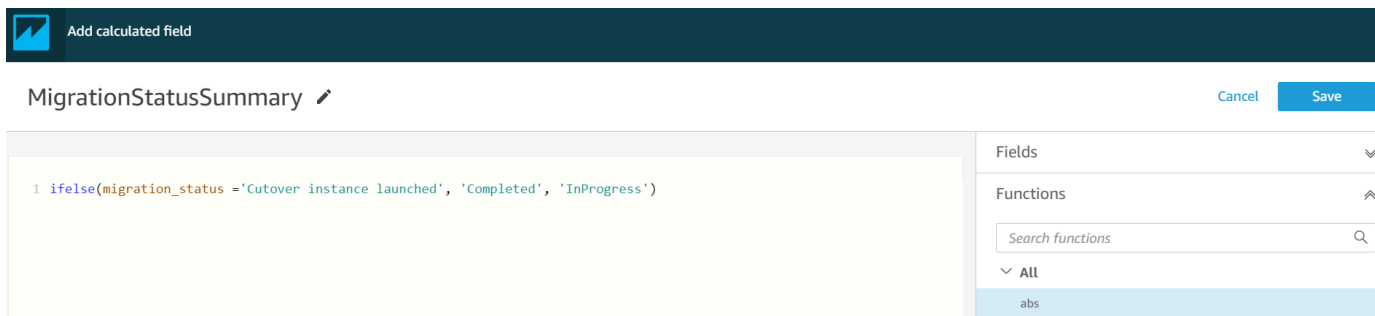 Add calculated field
MigrationStatusSummary
Cancel
Save
1 ifelse(migration_status ='Cutover instance launched', 'Completed', 'InProgress')
Fields
Functions
Search functions
All
abs